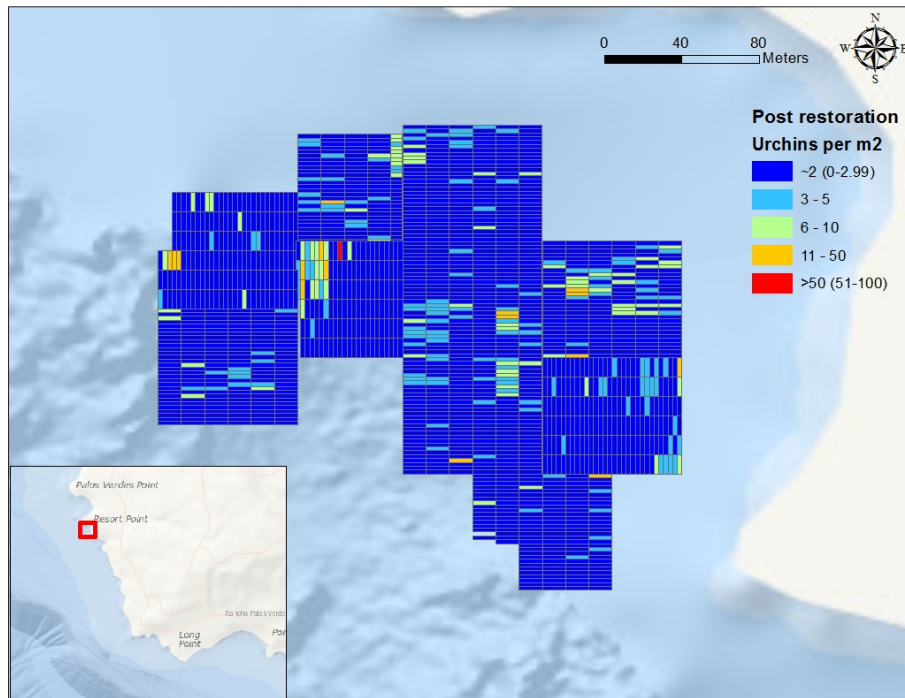 N
W E
S
0 40 80
Meters
Post restoration
Urchins per m2
~2 (0-2.99)
3 - 5
6 - 10
11 - 50
>50 (51-100)
Palos Verdes Point
Resort Point
Rancho Palos Verde
Long
Point
Por